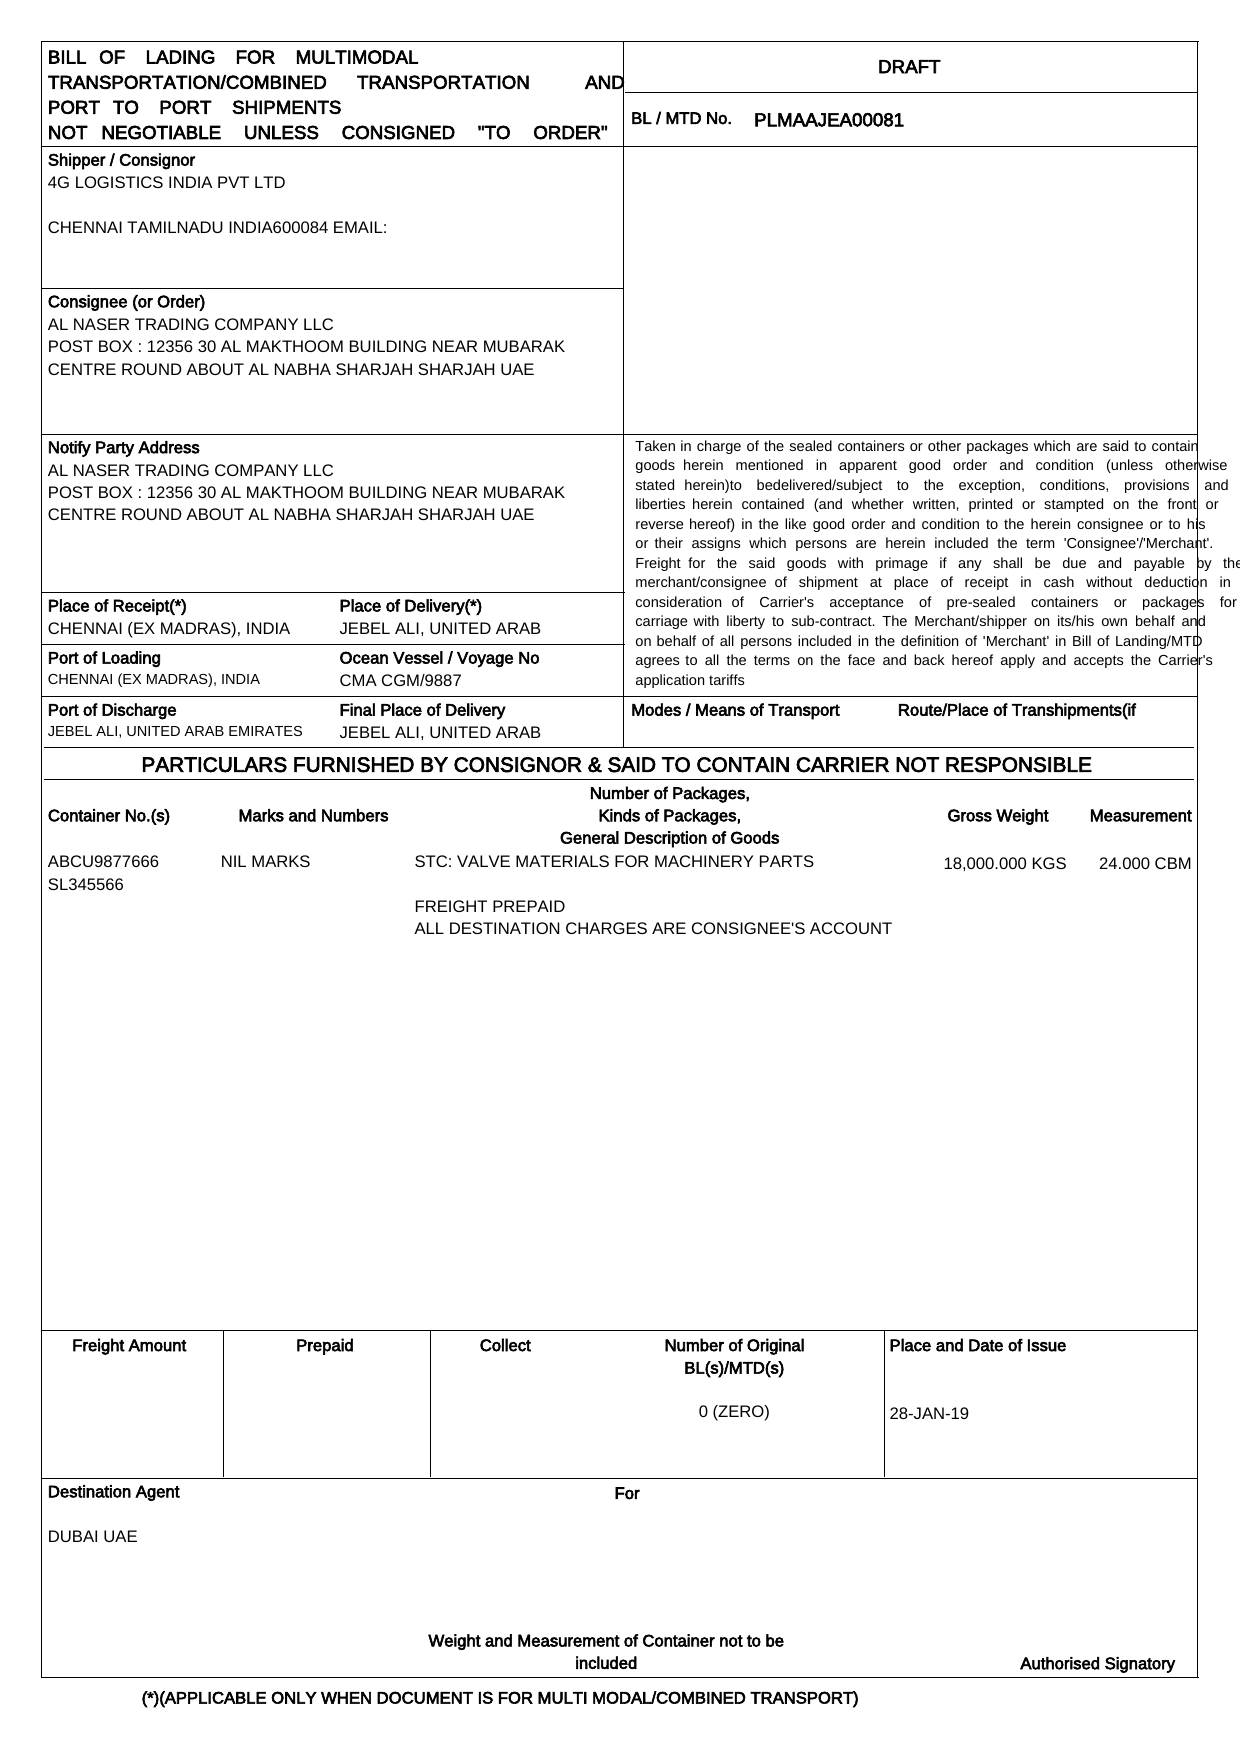 BILL OF LADING FOR MULTIMODAL
TRANSPORTATION/COMBINED TRANSPORTATION AND
PORT TO PORT SHIPMENTS
NOT NEGOTIABLE UNLESS CONSIGNED "TO ORDER"
DRAFT
BL / MTD No. PLMAAJEA00081
Shipper / Consignor
4G LOGISTICS INDIA PVT LTD
CHENNAI TAMILNADU INDIA600084 EMAIL:
Consignee (or Order)
AL NASER TRADING COMPANY LLC
POST BOX : 12356 30 AL MAKTHOOM BUILDING NEAR MUBARAK
CENTRE ROUND ABOUT AL NABHA SHARJAH SHARJAH UAE
Notify Party Address
AL NASER TRADING COMPANY LLC
POST BOX : 12356 30 AL MAKTHOOM BUILDING NEAR MUBARAK
CENTRE ROUND ABOUT AL NABHA SHARJAH SHARJAH UAE
Taken in charge of the sealed containers or other packages which are said to contain
goods herein mentioned in apparent good order and condition (unless otherwise
stated herein)to bedelivered/subject to the exception, conditions, provisions and
liberties herein contained (and whether written, printed or stampted on the front or
reverse hereof) in the like good order and condition to the herein consignee or to his
or their assigns which persons are herein included the term 'Consignee'/'Merchant'.
Freight for the said goods with primage if any shall be due and payable by the
merchant/consignee of shipment at place of receipt in cash without deduction in
consideration of Carrier's acceptance of pre-sealed containers or packages for
carriage with liberty to sub-contract. The Merchant/shipper on its/his own behalf and
on behalf of all persons included in the definition of 'Merchant' in Bill of Landing/MTD
agrees to all the terms on the face and back hereof apply and accepts the Carrier's
application tariffs
Place of Receipt(*) Place of Delivery(*)
CHENNAI (EX MADRAS), INDIA JEBEL ALI, UNITED ARAB
Port of Loading Ocean Vessel / Voyage No
CHENNAI (EX MADRAS), INDIA CMA CGM/9887
Port of Discharge Final Place of Delivery Modes / Means of Transport Route/Place of Transhipments(if
JEBEL ALI, UNITED ARAB EMIRATES JEBEL ALI, UNITED ARAB
PARTICULARS FURNISHED BY CONSIGNOR & SAID TO CONTAIN CARRIER NOT RESPONSIBLE
Number of Packages,
Container No.(s) Marks and Numbers Kinds of Packages, Gross Weight Measurement
General Description of Goods
ABCU9877666 NIL MARKS STC: VALVE MATERIALS FOR MACHINERY PARTS 18,000.000 KGS 24.000 CBM
SL345566
FREIGHT PREPAID
ALL DESTINATION CHARGES ARE CONSIGNEE'S ACCOUNT
Freight Amount Prepaid Collect Number of Original Place and Date of Issue
BL(s)/MTD(s)
0 (ZERO) 28-JAN-19
Destination Agent For
DUBAI UAE
Weight and Measurement of Container not to be
included Authorised Signatory
(*)(APPLICABLE ONLY WHEN DOCUMENT IS FOR MULTI MODAL/COMBINED TRANSPORT)